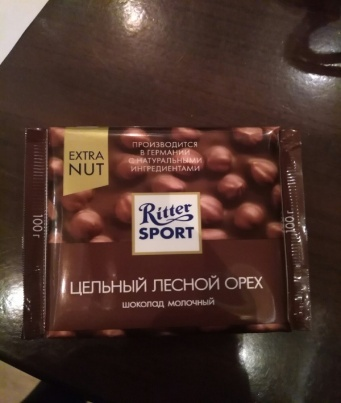 EXTRA
NUT
ПРОИЗВОДИТСЯ
В ГЕРМАНИИ
С НАТУРАЛЬНЫМИ
ИНГРЕДИЕНТАМИ
100 г
100 г
Ritter
SPORT
ЦЕЛЬНЫЙ ЛЕСНОЙ ОРЕХ
ШОКОЛАД МОЛОЧНЫЙ